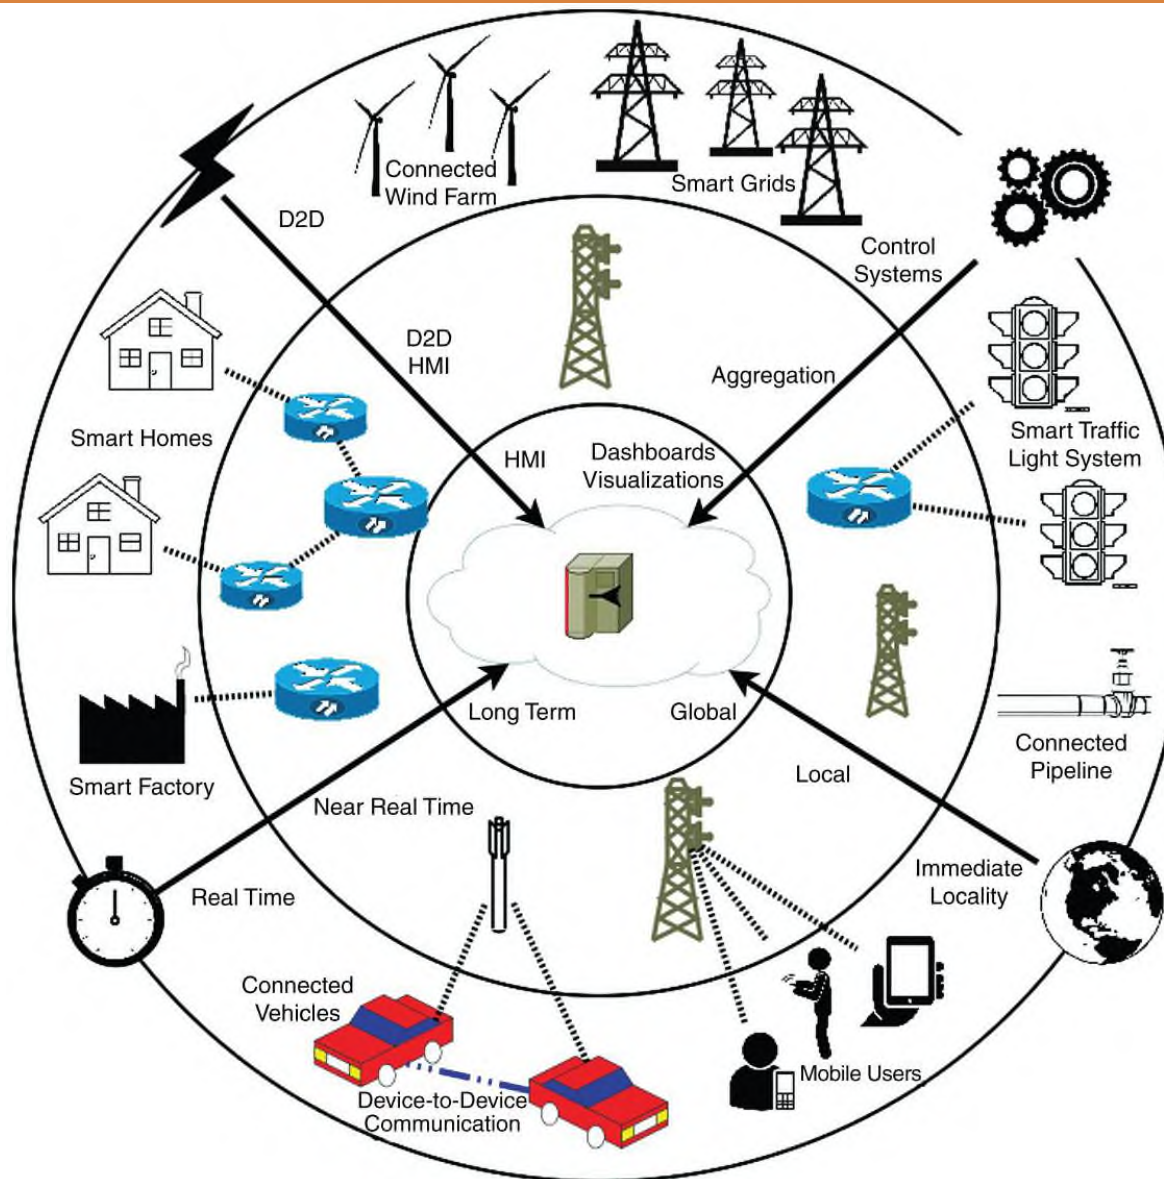 Connected
Wind Farm
Smart Grids
D2D
Control
Systems
D2D
HMI
Aggregation
Smart Homes
HMI
Dashboards
Visualizations
Smart Traffic
Light System
Long Term
Global
Connected
Pipeline
Smart Factory
Near Real Time
Local
Real Time
Immediate
Locality
Connected
Vehicles
Mobile Users
Device-to-Device
Communication